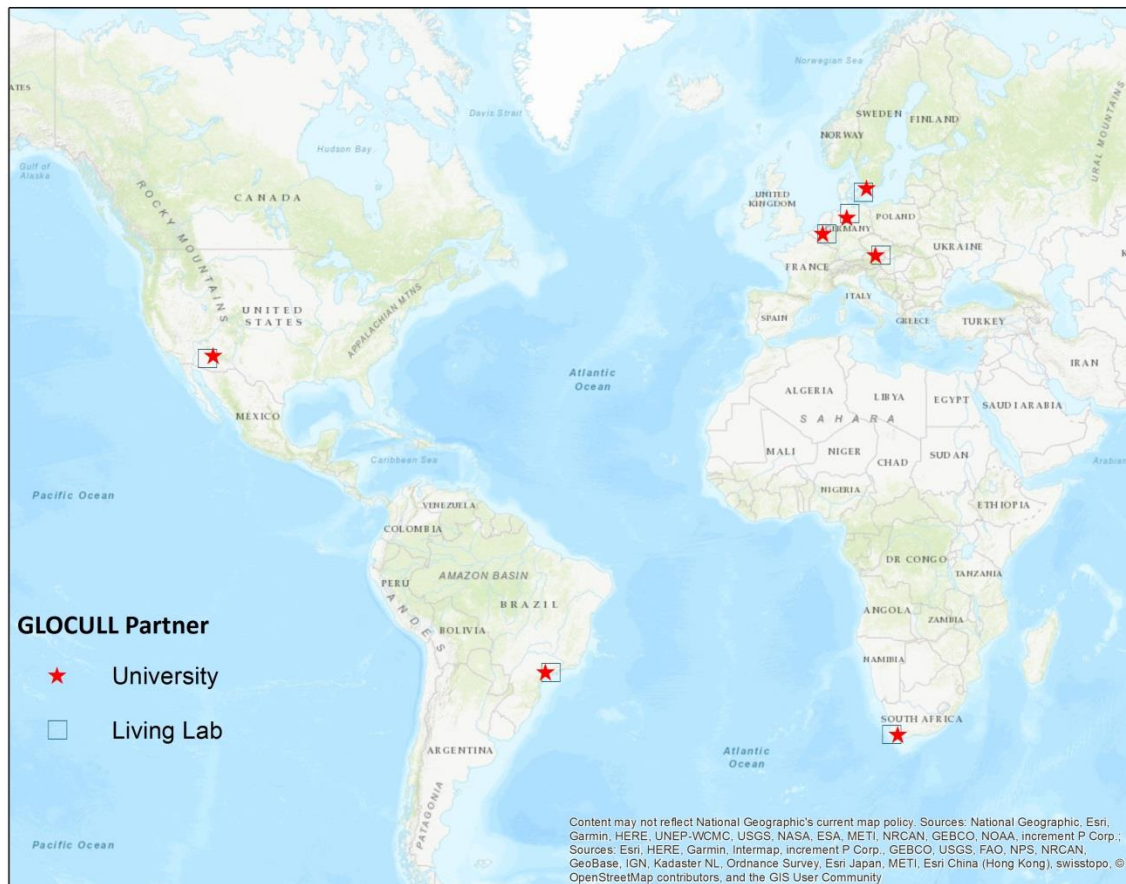 Norwegian Sea
ATES
SWEDEN
FINLAND
Davis Strait
NORWAY
Hudson Bay
URAL MOUNTAINS
Gulf of
Alaska
ROCKY MOUNTAINS
CANADA
UNITED
KINGDOM
POLAND
GERMANY
UKRAINE
K
FRANCE
UNITED
STATES
APPALACHIAN MTNS
ITALY
SPAIN
GREECE
TURKEY
IRAN
Atlantic
Ocean
ALGERIA
LIBYA
EGYPT
SAUDI ARABIA
MÉXICO
SAHARA
MALI
NIGER
CHAD
SUDAN
Caribbean Sea
Arabian
Pacific Ocean
NIGERIA
ETHIOPIA
VENEZUELA
COLOMBIA
DR CONGO
AMAZON BASIN
TANZANIA
PERÚ
ANDES
BRAZIL
ANGOLA
ZAMBIA
GLOCULL Partner
BOLIVIA
NAMIBIA
University
SOUTH AFRICA
Living Lab
ARGENTINA
Atlantic
Ocean
PATAGONIA
Pacific Ocean
Content may not reflect National Geographic's current map policy. Sources: National Geographic, Esri,
Garmin, HERE, UNEP-WCMC, USGS, NASA, ESA, METI, NRCAN, GEBCO, NOAA, increment P Corp.;
Sources: Esri, HERE, Garmin, Intermap, increment P Corp., GEBCO, USGS, FAO, NPS, NRCAN,
GeoBase, IGN, Kadaster NL, Ordnance Survey, Esri Japan, METI, Esri China (Hong Kong), swisstopo, ©
OpenStreetMap contributors, and the GIS User Community